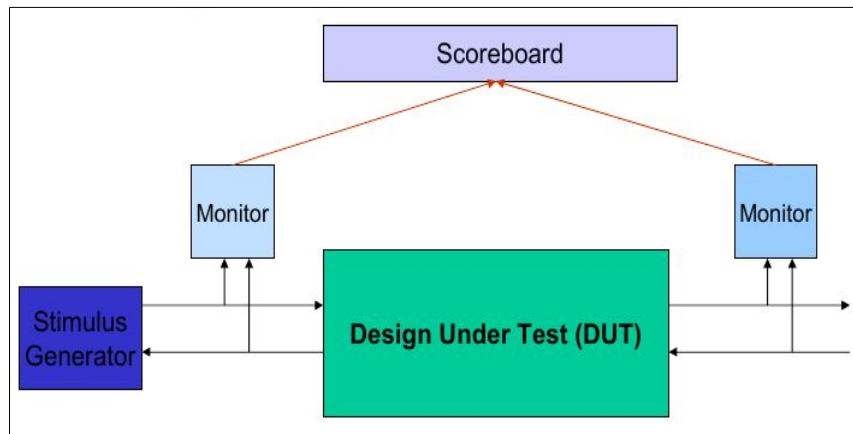 Scoreboard
Monitor
Monitor
Stimulus
Generator
Design Under Test (DUT)